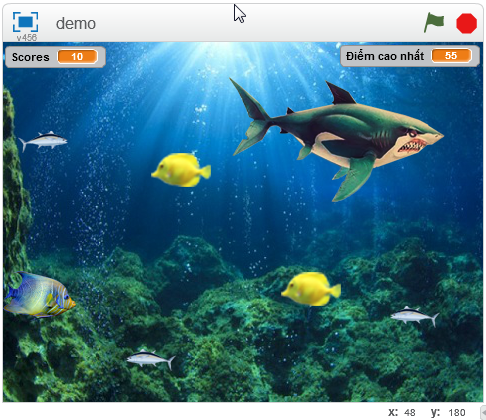 demo
v456
Scores 10
Điểm cao nhất 55
x: 48 y: 180